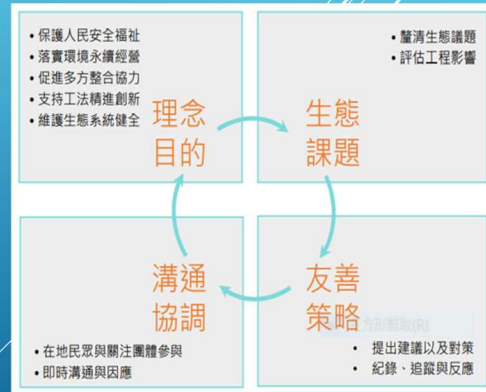 • 保護人民安全福祉
• 落實環境永續經營
• 促進多方整合協力
• 支持工法精進創新
• 維護生態系統健全
理念
目的
• 釐清生態議題
• 評估工程影響
生態
課題
溝通
協調
• 在地民眾與關注團體參與
• 即時溝通與因應
友善
策略
方形剪取(R)
• 提出建議以及對策
• 紀錄、追蹤與反應